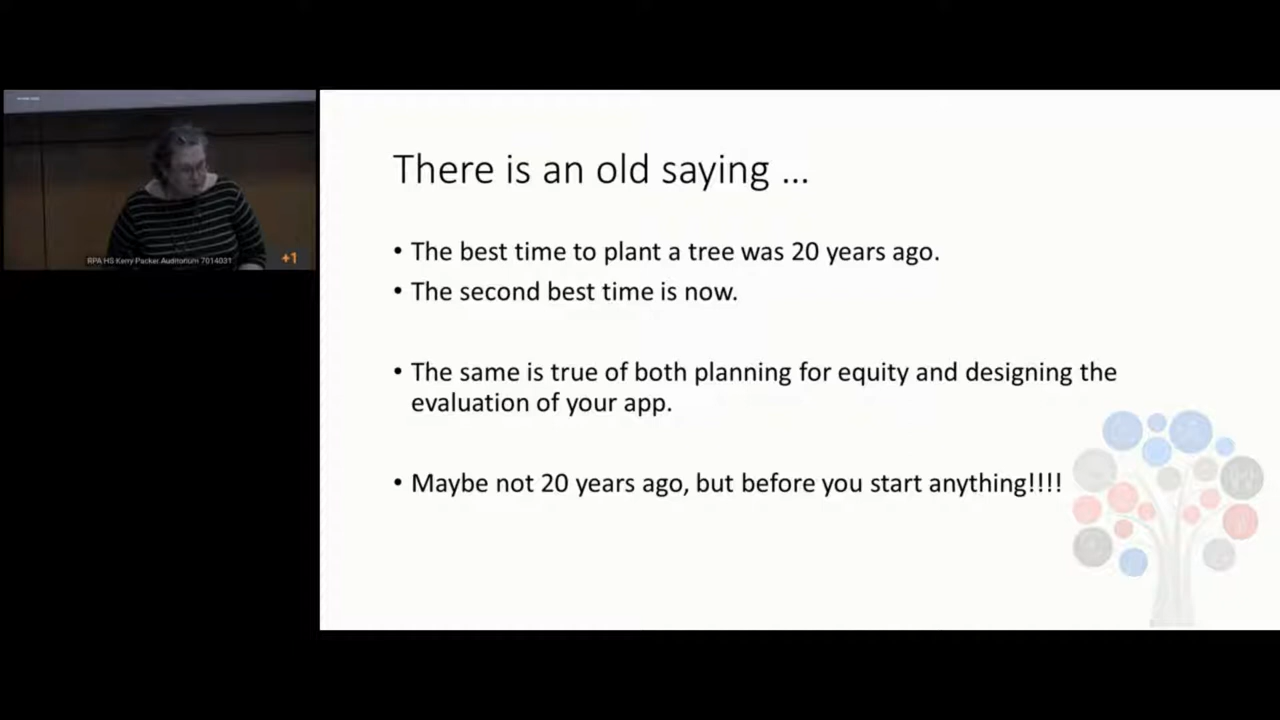 There is an old saying ...
• The best time to plant a tree was 20 years ago.
• The second best time is now.
• The same is true of both planning for equity and designing the
evaluation of your app.
• Maybe not 20 years ago, but before you start anything!!!!
RPA HS Kerry Packer Auditorium 7014031
+1